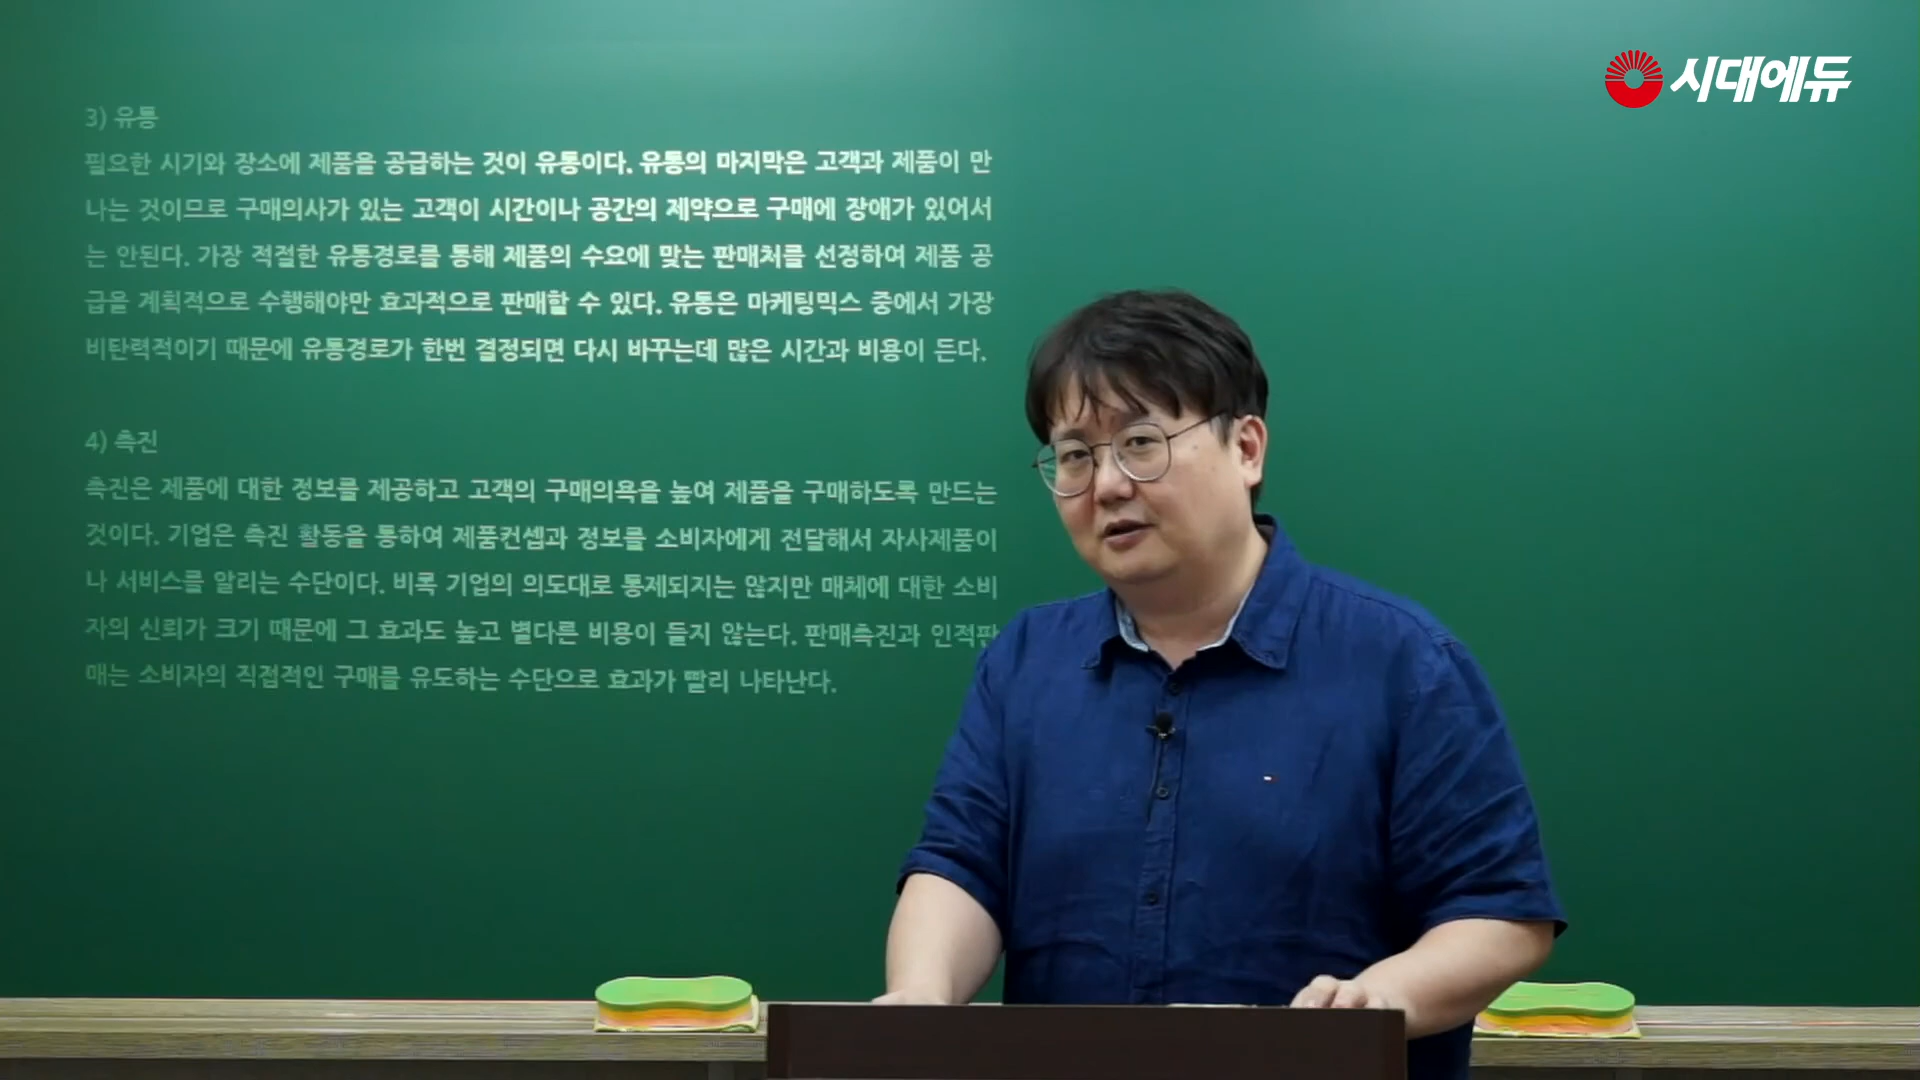 시대에듀
3) 유통
필요한 시기와 장소에 제품을 공급하는 것이 유통이다. 유통의 마지막은 고객과 제품이 만
나는 것이므로 구매의사가 있는 고객이 시간이나 공간의 제약으로 구매에 장애가 있어서
는 안된다. 가장 적절한 유통경로를 통해 제품의 수요에 맞는 판매처를 선정하여 제품 공
급을 계획적으로 수행해야만 효과적으로 판매할 수 있다. 유통은 마케팅믹스 중에서 가장
비탄력적이기 때문에 유통경로가 한번 결정되면 다시 바꾸는데 많은 시간과 비용이 든다.
4) 촉진
촉진은 제품에 대한 정보를 제공하고 고객의 구매의욕을 높여 제품을 구매하도록 만드는
것이다. 기업은 촉진 활동을 통하여 제품컨셉과 정보를 소비자에게 전달해서 자사제품이
나 서비스를 알리는 수단이다. 비록 기업의 의도대로 통제되지는 않지만 매체에 대한 소비
자의 신뢰가 크기 때문에 그 효과도 높고 별다른 비용이 들지 않는다. 판매촉진과 인적판
매는 소비자의 직접적인 구매를 유도하는 수단으로 효과가 빨리 나타난다.